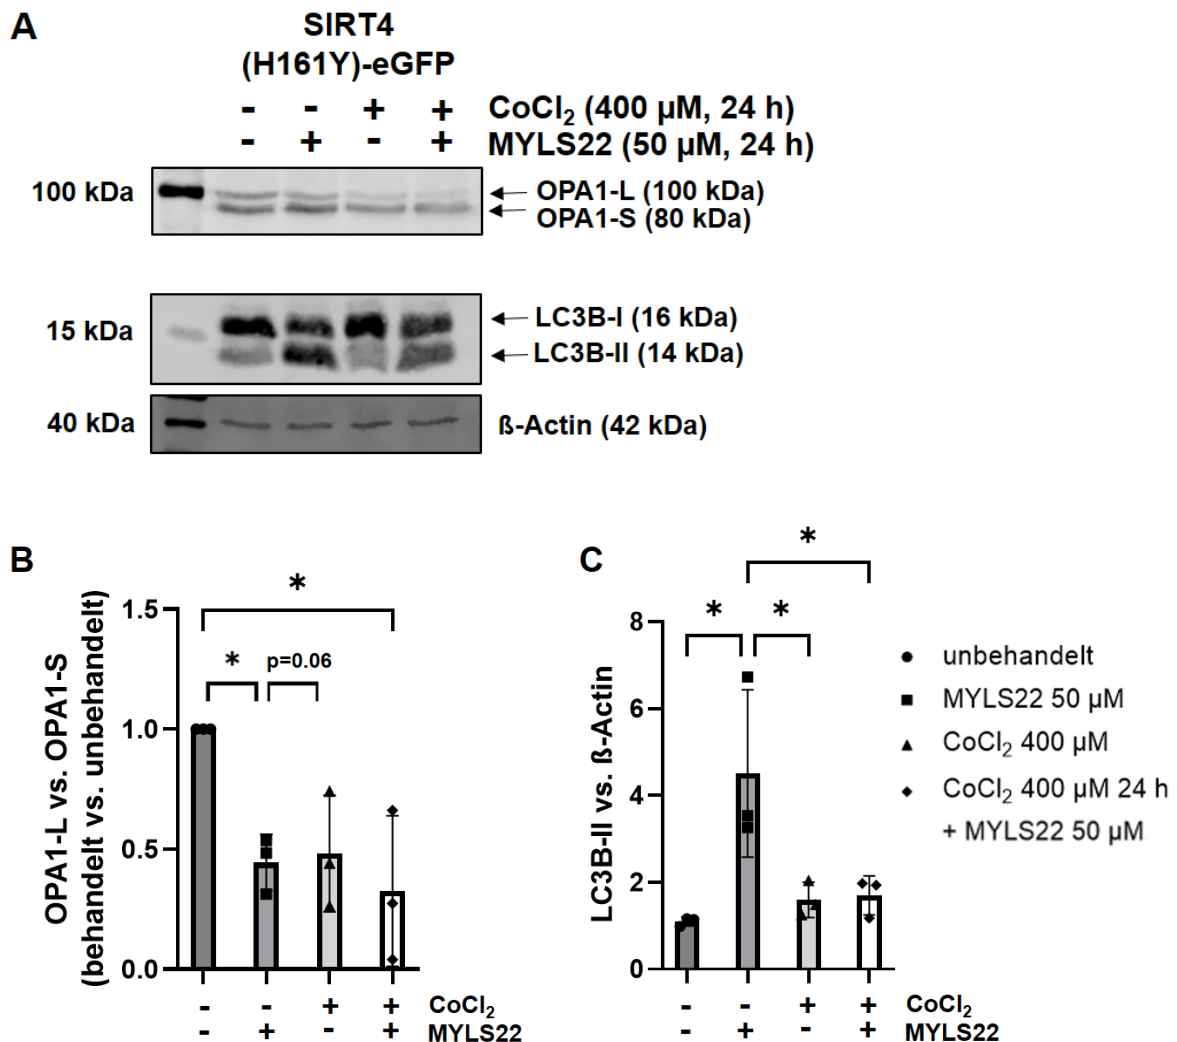 A
SIRT4
(H161Y)-eGFP
- - + + CoCl₂ (400 µM, 24 h)
- + - + MYLS22 (50 µM, 24 h)
100 kDa
OPA1-L (100 kDa)
OPA1-S (80 kDa)
15 kDa
LC3B-I (16 kDa)
LC3B-II (14 kDa)
40 kDa
ß-Actin (42 kDa)
B
OPA1-L vs. OPA1-S
(behandelt vs. unbehandelt)
1.5
1.0
0.5
0.0
*
*
p=0.06
- - + + CoCl₂
- + - + MYLS22
C
LC3B-II vs. ß-Actin
8
6
4
2
0
*
* *
- - + + CoCl₂
- + - + MYLS22
unbehandelt
MYLS22 50 µM
CoCl₂ 400 µM
CoCl₂ 400 µM 24 h
+ MYLS22 50 µM